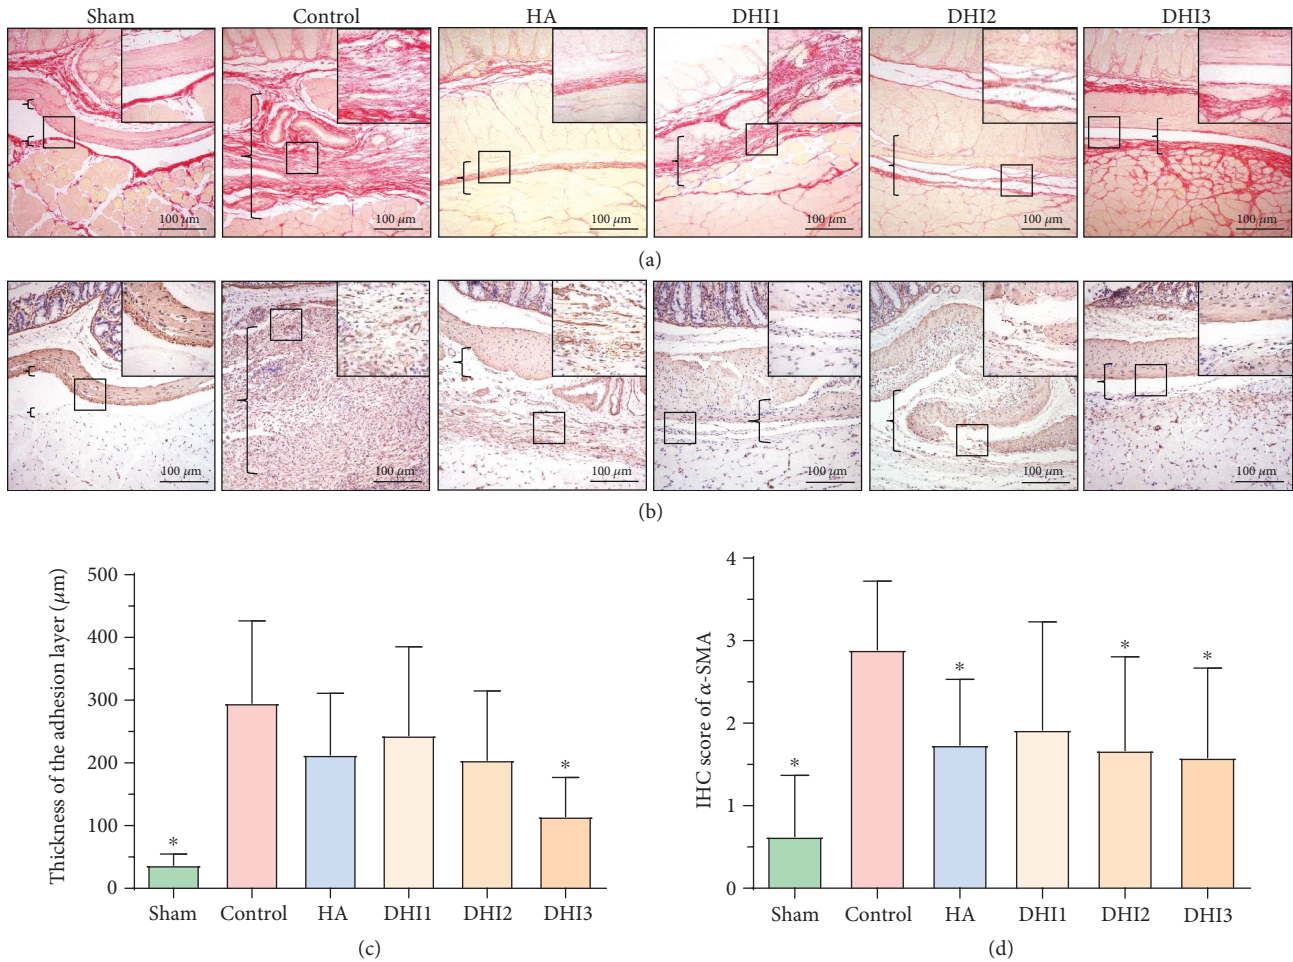 Sham Control HA DHI1 DHI2 DHI3
100 μm 100 μm 100 μm 100 μm 100 μm 100 μm
(a)
100 μm 100 μm 100 μm 100 μm 100 μm 100 μm
(b)
Thickness of the adhesion layer (μm)
500
400
300
200
100
0
*
*
Sham Control HA DHI1 DHI2 DHI3
(c)
IHC score of α-SMA
4
3
2
1
0
*
*
*
*
Sham Control HA DHI1 DHI2 DHI3
(d)